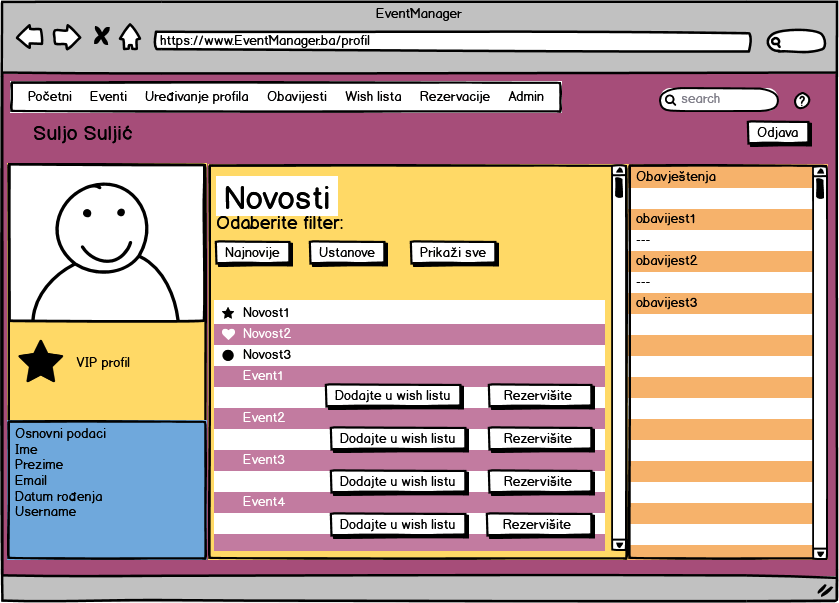 EventManager
https://www.EventManager.ba/profil
Početni Eventi Uređivanje profila Obavijesti Wish lista Rezervacije Admin
search
?
Suljo Suljić
Odjava
VIP profil
Osnovni podaci
Ime
Prezime
Email
Datum rođenja
Username
Novosti
Odaberite filter:
Najnovije Ustanove Prikaži sve
Novost1
Novost2
Novost3
Event1
Dodajte u wish listu Rezervišite
Event2
Dodajte u wish listu Rezervišite
Event3
Dodajte u wish listu Rezervišite
Event4
Dodajte u wish listu Rezervišite
Obavještenja
obavijest1
---
obavijest2
---
obavijest3